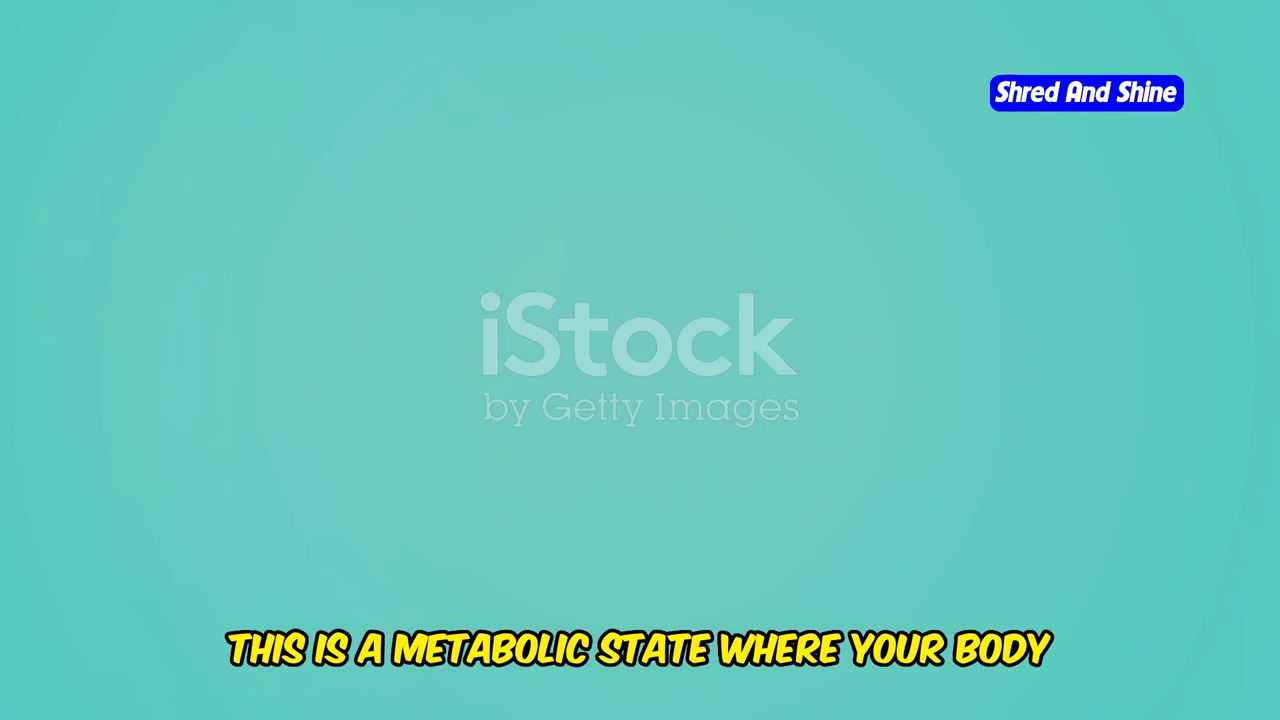 Shred And Shine
iStock
by Getty Images
THIS IS A METABOLIC STATE WHERE YOUR BODY